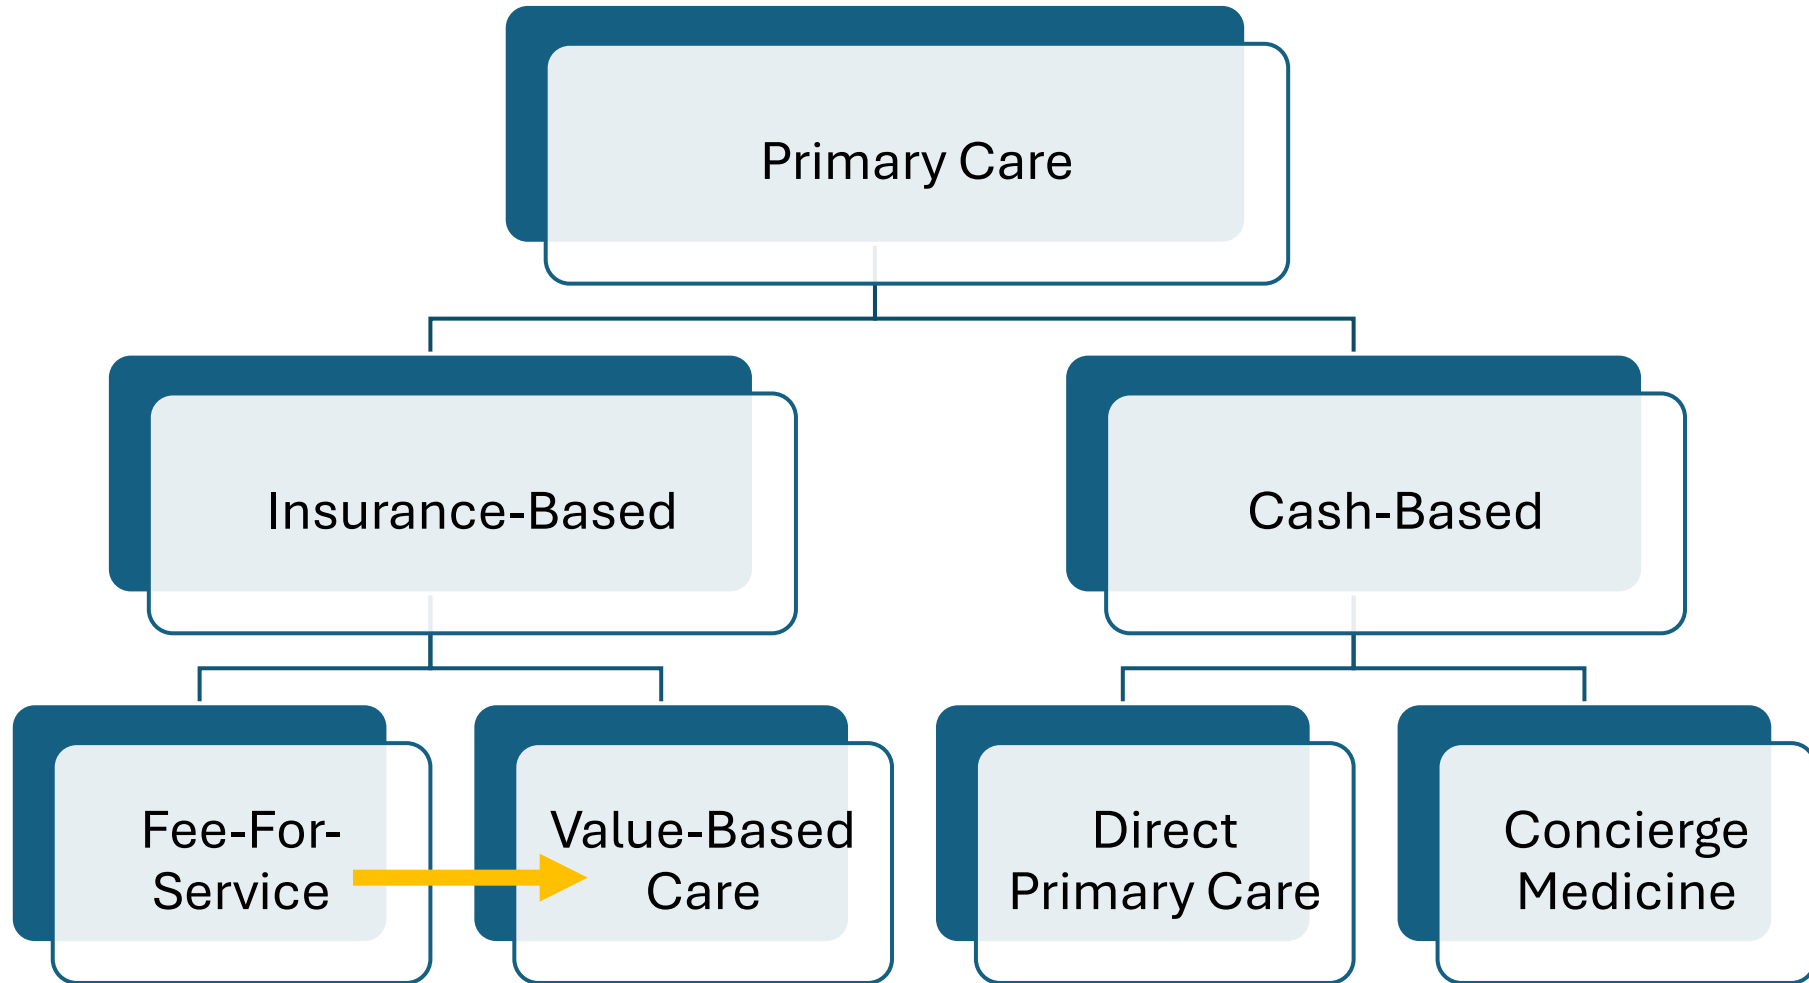 Primary Care
Insurance-Based
Cash-Based
Fee-For-
Service
Value-Based
Care
Direct
Primary Care
Concierge
Medicine